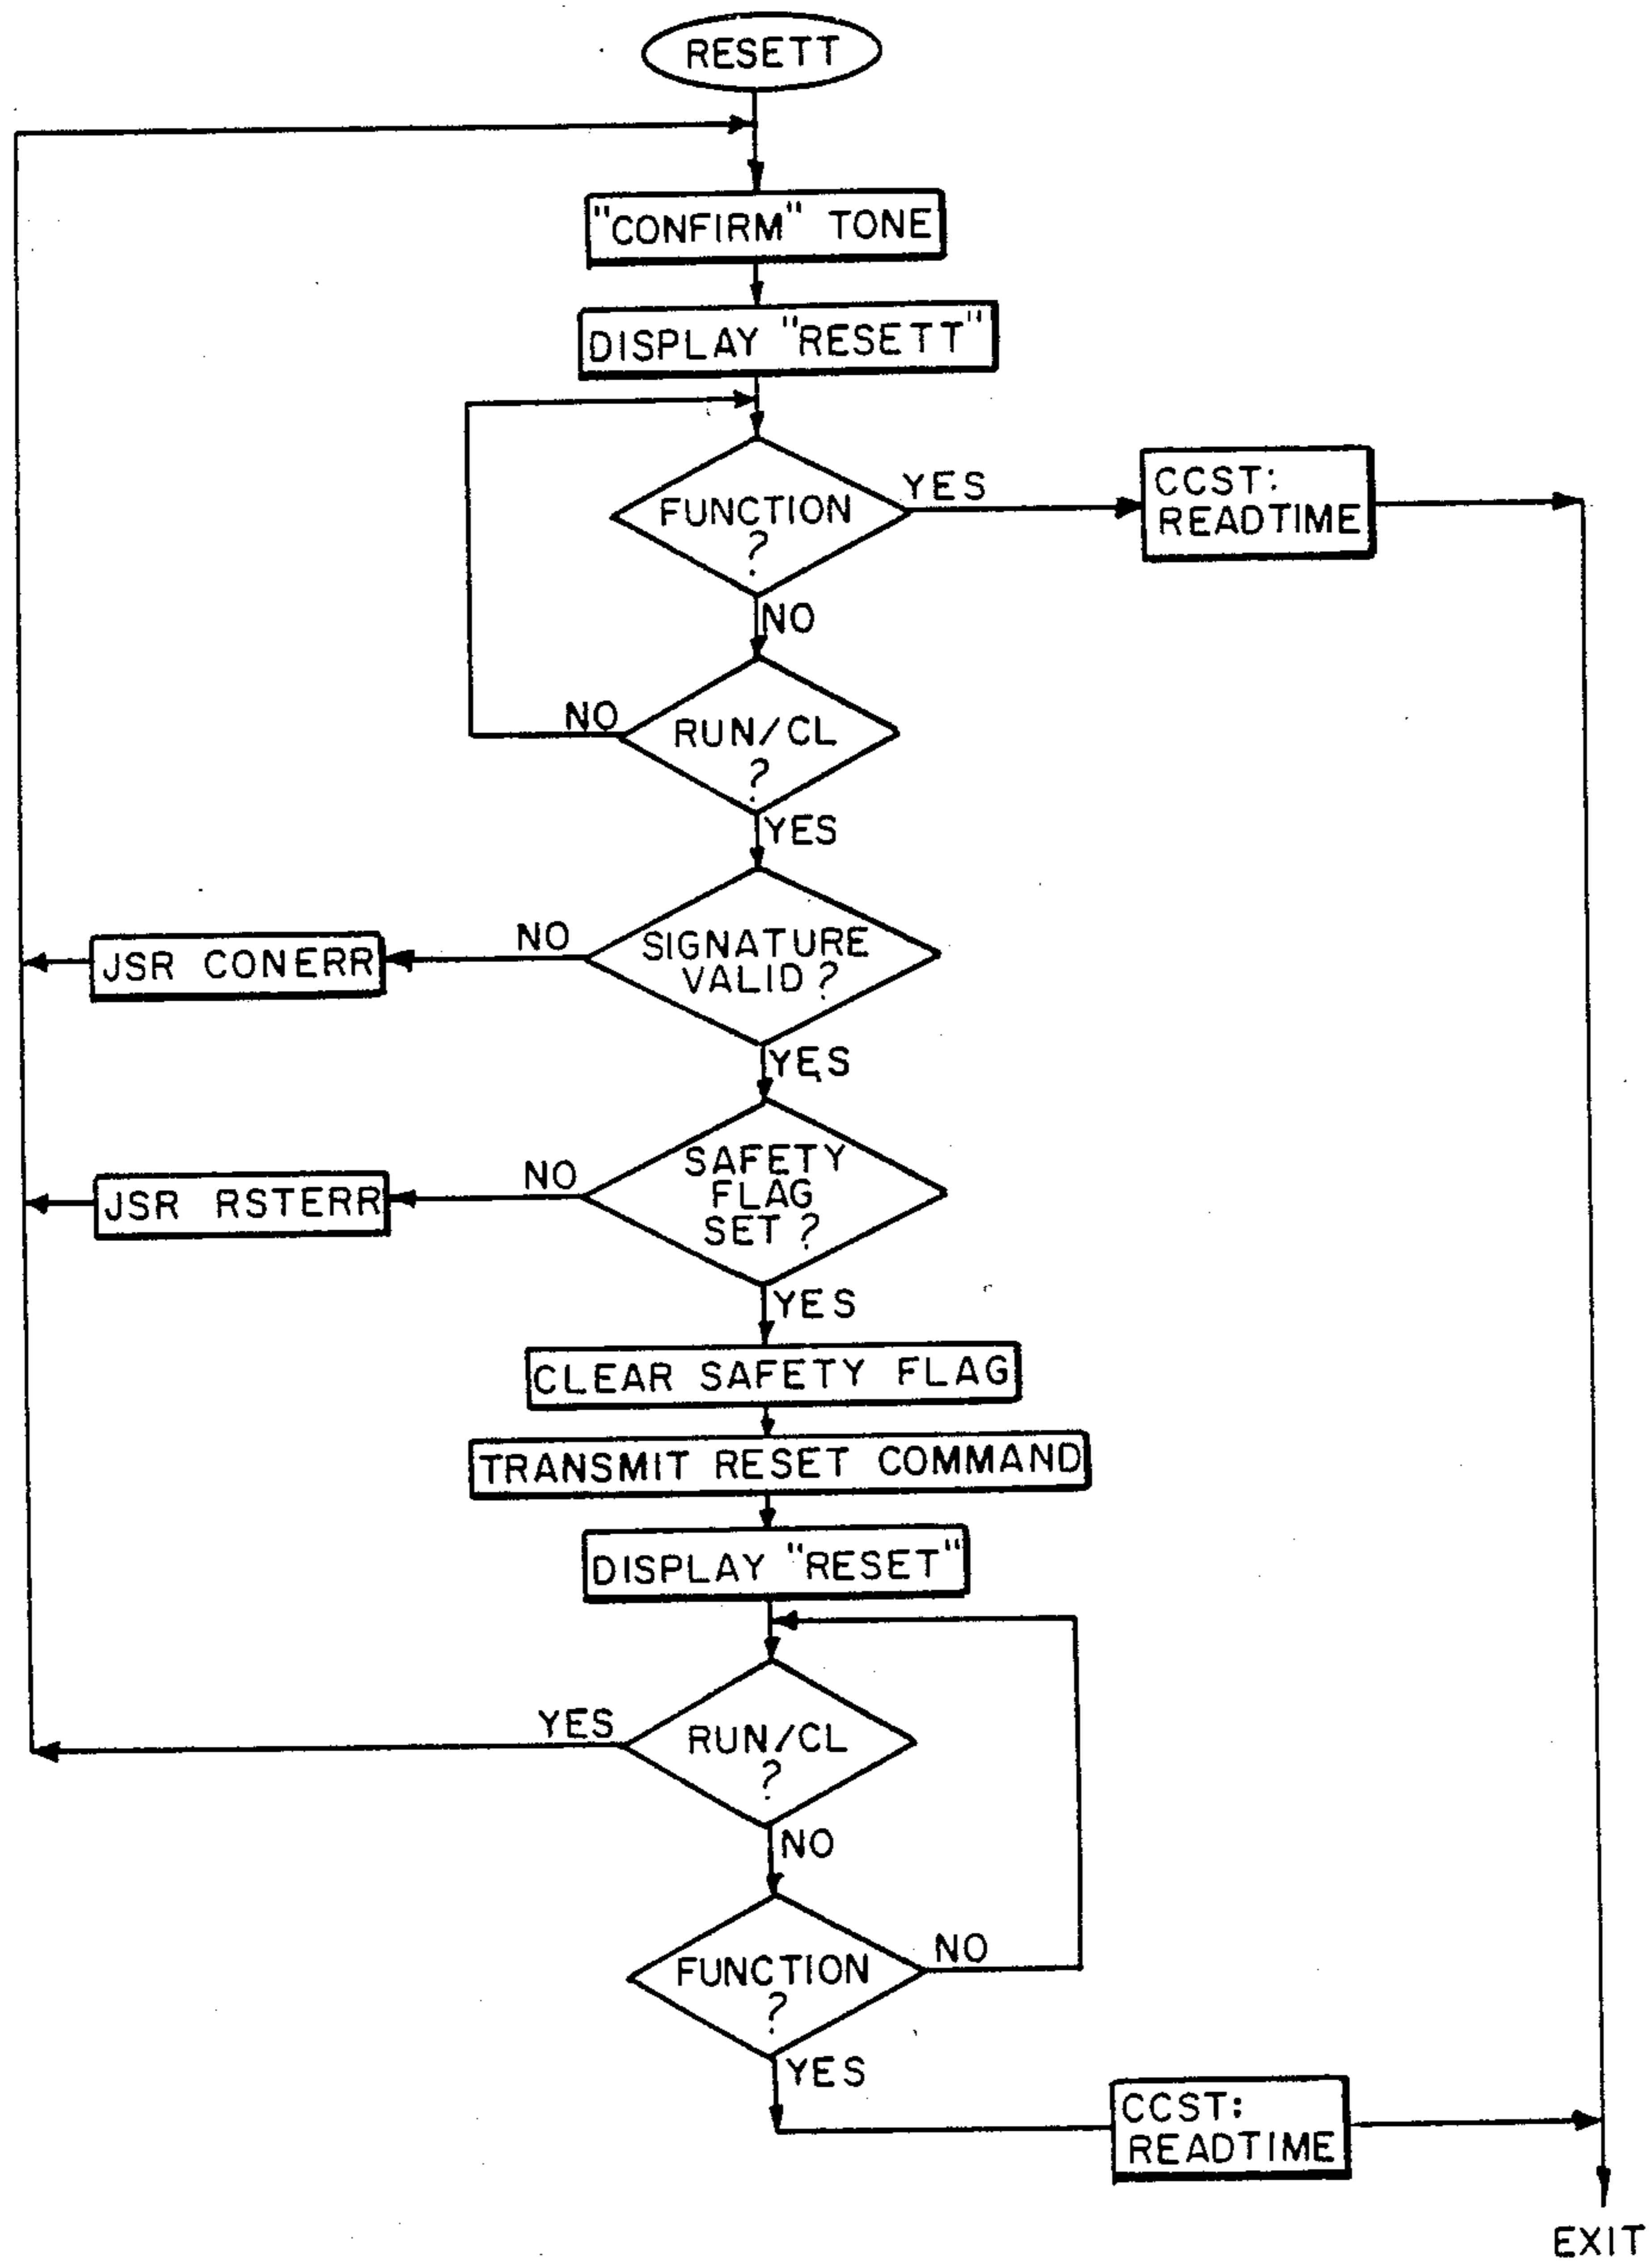 RESETT
"CONFIRM" TONE
DISPLAY "RESETT"
FUNCTION
?
YES
CCST:
READTIME
NO
RUN/CL
?
NO
YES
SIGNATURE
VALID?
NO
JSR CONERR
YES
SAFETY
FLAG
SET?
NO
JSR RSTERR
YES
CLEAR SAFETY FLAG
TRANSMIT RESET COMMAND
DISPLAY "RESET"
RUN/CL
?
YES
NO
FUNCTION
?
NO
YES
CCST:
READTIME
EXIT